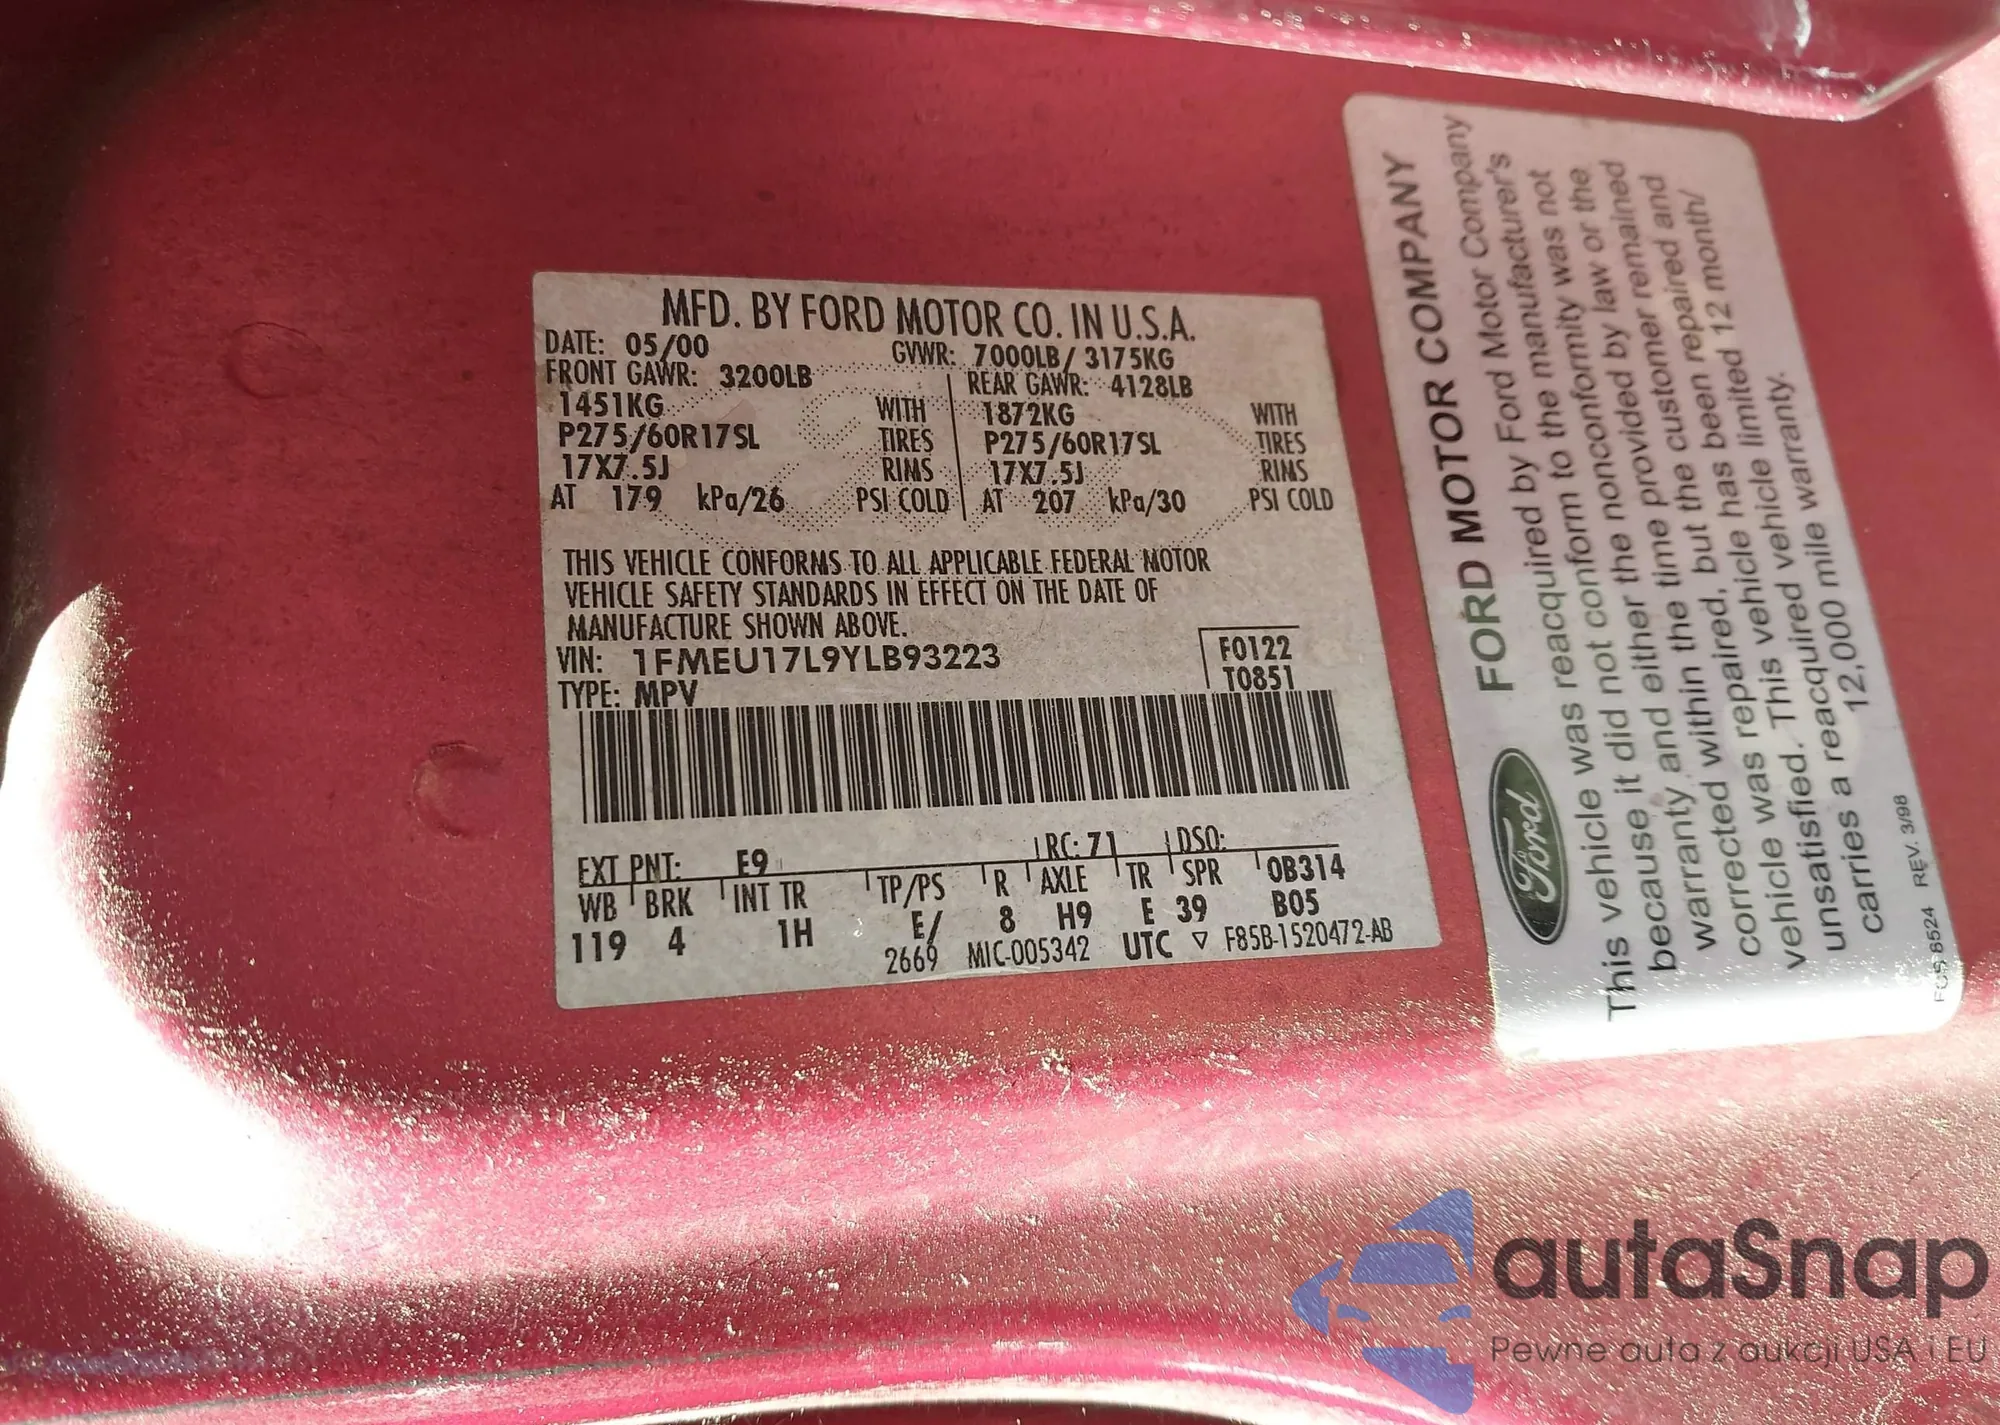 MFD. BY FORD MOTOR CO. IN U.S.A.
DATE: 05/00 GVWR: 7000LB/ 3175KG
FRONT GAWR: 3200LB REAR GAWR: 4128LB
1451KG WITH 1872KG WITH
P275/60R17SL TIRES P275/60R17SL TIRES
17X7.5J RIMS 17X7.5J RIMS
AT 179 kPa/26 PSI COLD AT 207 kPa/30 PSI COLD
THIS VEHICLE CONFORMS TO ALL APPLICABLE FEDERAL MOTOR
VEHICLE SAFETY STANDARDS IN EFFECT ON THE DATE OF
MANUFACTURE SHOWN ABOVE.
VIN: 1FMEU17L9YLB93223 F0122
TYPE: MPV T0851
EXT PNT: E9 RC: 71 DSO:
WB BRK INT TR TP/PS R AXLE TR SPR 0B314
119 4 1H E/ 8 H9 E 39 B05
2669 MIC-005342 UTC ▽ F85B-1520472-AB
Ford
FORD MOTOR COMPANY
This vehicle was reacquired by Ford Motor Company
because it did not conform to the manufacturer's
warranty and either the nonconformity was not
corrected within the time provided by law or the
vehicle was repaired, but the customer remained
unsatisfied. This vehicle has been repaired and
carries a reacquired vehicle limited 12 month/
12,000 mile warranty.
FCS 8524 REV. 3/98
autaSnap
Pewne auta z aukcji USA i EU